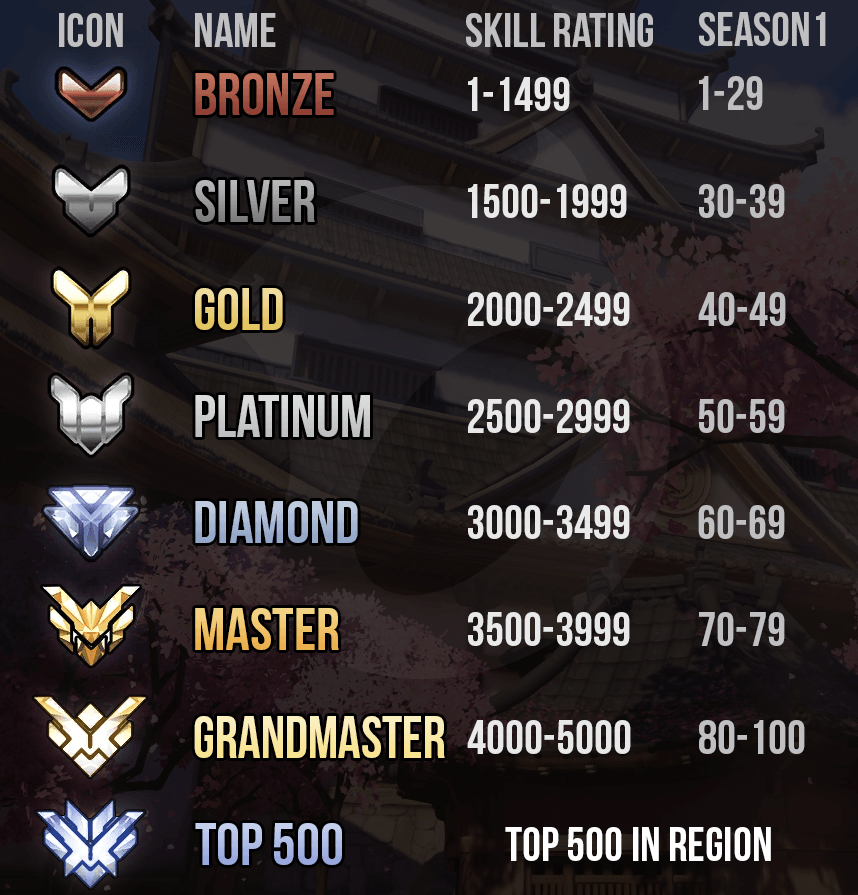 ICON NAME SKILL RATING SEASON 1
BRONZE 1-1499 1-29
SILVER 1500-1999 30-39
GOLD 2000-2499 40-49
PLATINUM 2500-2999 50-59
DIAMOND 3000-3499 60-69
MASTER 3500-3999 70-79
GRANDMASTER 4000-5000 80-100
TOP 500 TOP 500 IN REGION